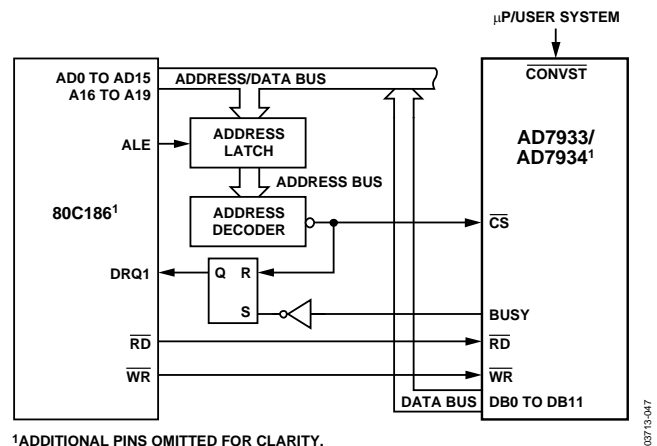 µP/USER SYSTEM
AD0 TO AD15
A16 TO A19
ADDRESS/DATA BUS
CONVST
ALE
ADDRESS
LATCH
AD7933/
AD7934¹
ADDRESS BUS
80C186¹
ADDRESS
DECODER
CS
DRQ1
Q R
S
BUSY
RD
RD
WR
WR
DATA BUS
DB0 TO DB11
¹ADDITIONAL PINS OMITTED FOR CLARITY.
03713-047